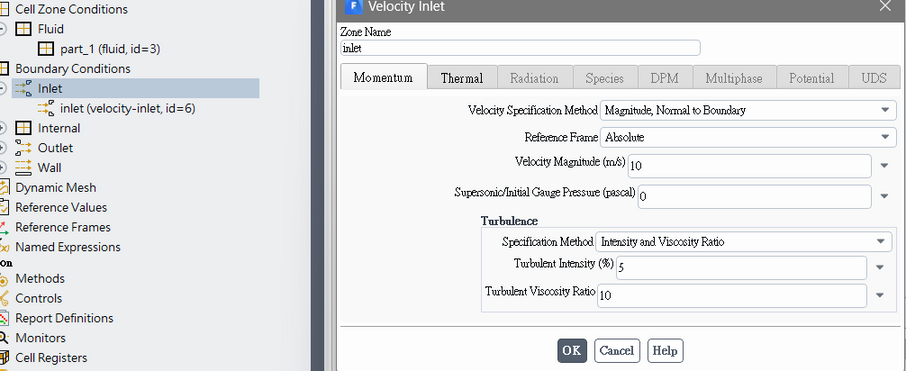 Cell Zone Conditions
Fluid
part_1 (fluid, id=3)
Boundary Conditions
Inlet
inlet (velocity-inlet, id=6)
Internal
Outlet
Wall
Dynamic Mesh
Reference Values
Reference Frames
Named Expressions
on
Methods
Controls
Report Definitions
Monitors
Cell Registers
Velocity Inlet
Zone Name
inlet
Momentum Thermal Radiation Species DPM Multiphase Potential UDS
Velocity Specification Method Magnitude, Normal to Boundary
Reference Frame Absolute
Velocity Magnitude (m/s) 10
Supersonic/Initial Gauge Pressure (pascal) 0
Turbulence
Specification Method Intensity and Viscosity Ratio
Turbulent Intensity (%) 5
Turbulent Viscosity Ratio 10
OK Cancel Help